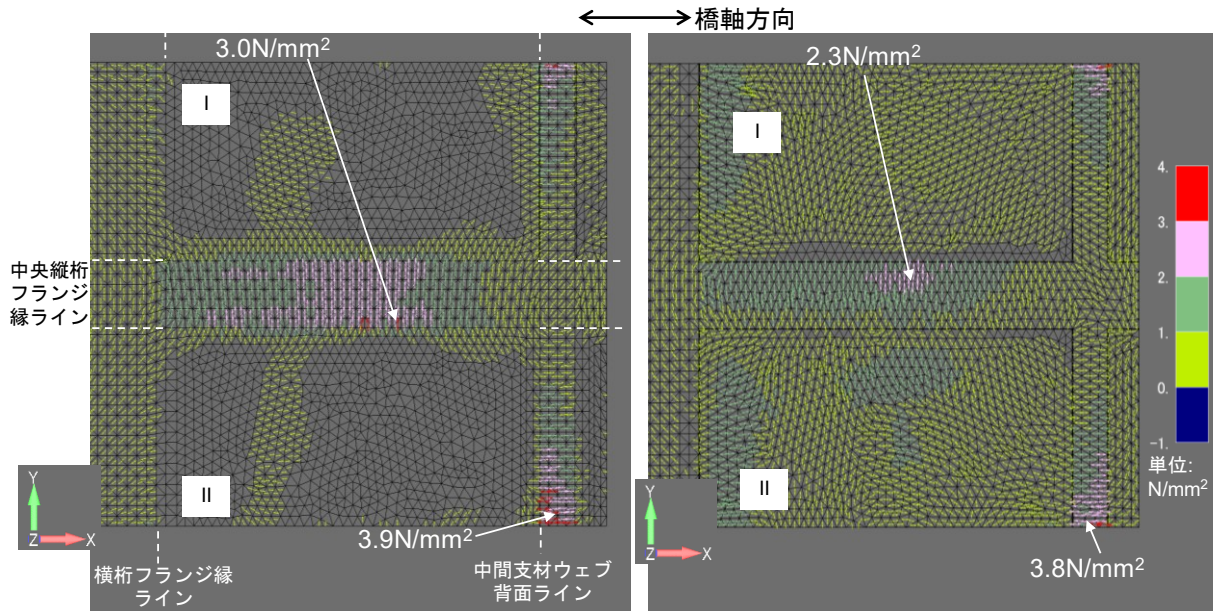 橋軸方向
3.0N/mm²
2.3N/mm²
I
I
4.
3.
2.
1.
0.
-1.
単位:
N/mm²
中央縦桁
フランジ
縁ライン
II
II
3.9N/mm²
3.8N/mm²
Y
Z
X
Y
Z
X
横桁フランジ縁
ライン
中間支材ウェブ
背面ライン